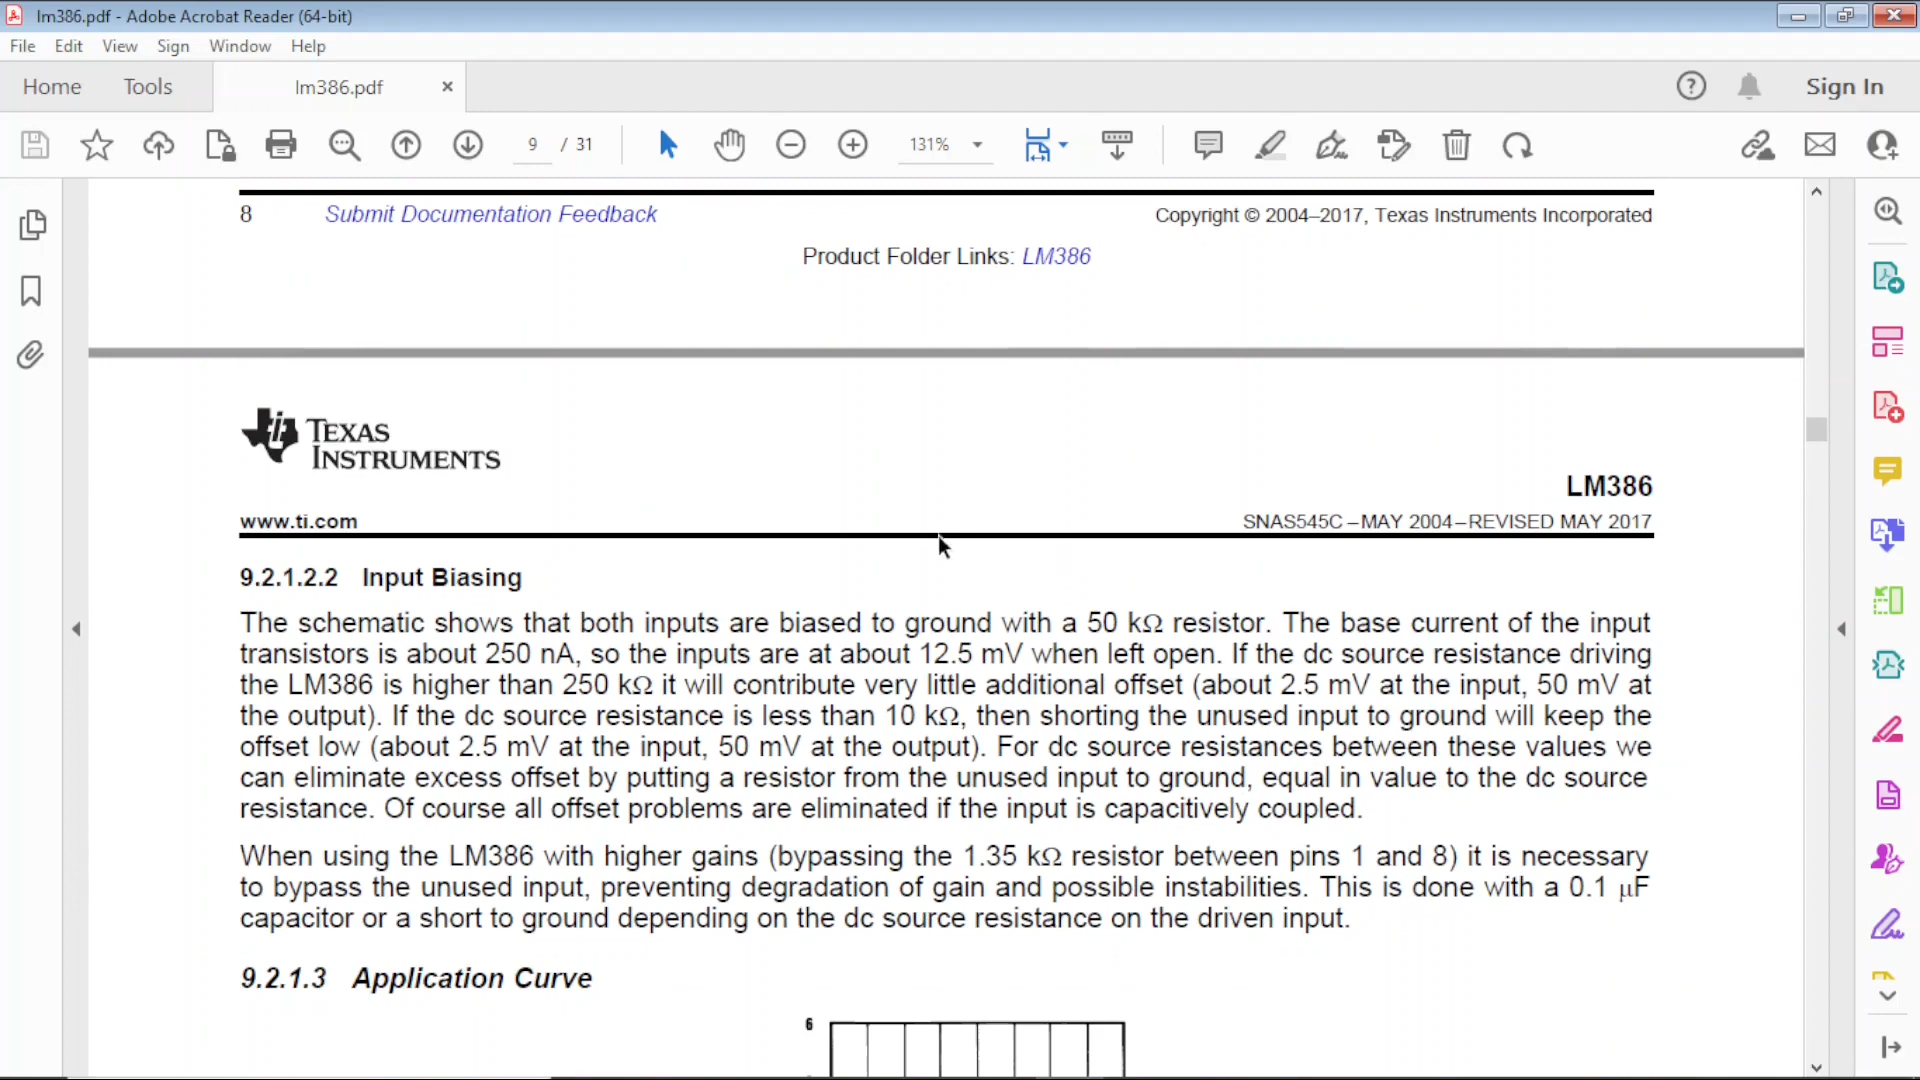 lm386.pdf - Adobe Acrobat Reader (64-bit)
File Edit View Sign Window Help
Home Tools lm386.pdf × Sign In
9 / 31 131%
8 Submit Documentation Feedback Copyright © 2004–2017, Texas Instruments Incorporated
Product Folder Links: LM386
TEXAS
INSTRUMENTS
LM386
www.ti.com SNAS545C – MAY 2004 – REVISED MAY 2017
9.2.1.2.2 Input Biasing
The schematic shows that both inputs are biased to ground with a 50 kΩ resistor. The base current of the input
transistors is about 250 nA, so the inputs are at about 12.5 mV when left open. If the dc source resistance driving
the LM386 is higher than 250 kΩ it will contribute very little additional offset (about 2.5 mV at the input, 50 mV at
the output). If the dc source resistance is less than 10 kΩ, then shorting the unused input to ground will keep the
offset low (about 2.5 mV at the input, 50 mV at the output). For dc source resistances between these values we
can eliminate excess offset by putting a resistor from the unused input to ground, equal in value to the dc source
resistance. Of course all offset problems are eliminated if the input is capacitively coupled.
When using the LM386 with higher gains (bypassing the 1.35 kΩ resistor between pins 1 and 8) it is necessary
to bypass the unused input, preventing degradation of gain and possible instabilities. This is done with a 0.1 μF
capacitor or a short to ground depending on the dc source resistance on the driven input.
9.2.1.3 Application Curve
6